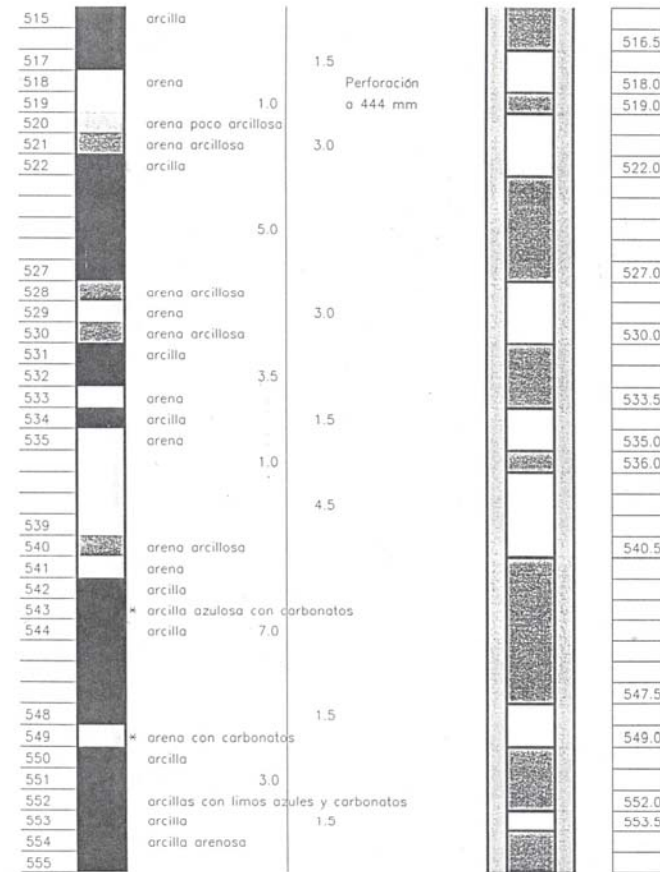 515 arcilla
516.5
517 1.5
518 arena Perforación 518.0
519 1.0 a 444 mm 519.0
520 arena poco arcillosa
521 arena arcillosa 3.0
522 arcilla 522.0
5.0
527 527.0
528 arena arcillosa
529 arena 3.0
530 arena arcillosa 530.0
531 arcilla
532 3.5
533 arena 533.5
534 arcilla 1.5
535 arena 535.0
1.0 536.0
4.5
539
540 arena arcillosa 540.5
541 arena
542 arcilla
543 * arcilla azulosa con carbonatos
544 arcilla 7.0
547.5
548 1.5
549 * arena con carbonatos 549.0
550 arcilla
551 3.0
552 arcillas con limos azules y carbonatos 552.0
553 arcilla 1.5 553.5
554 arcilla arenosa
555